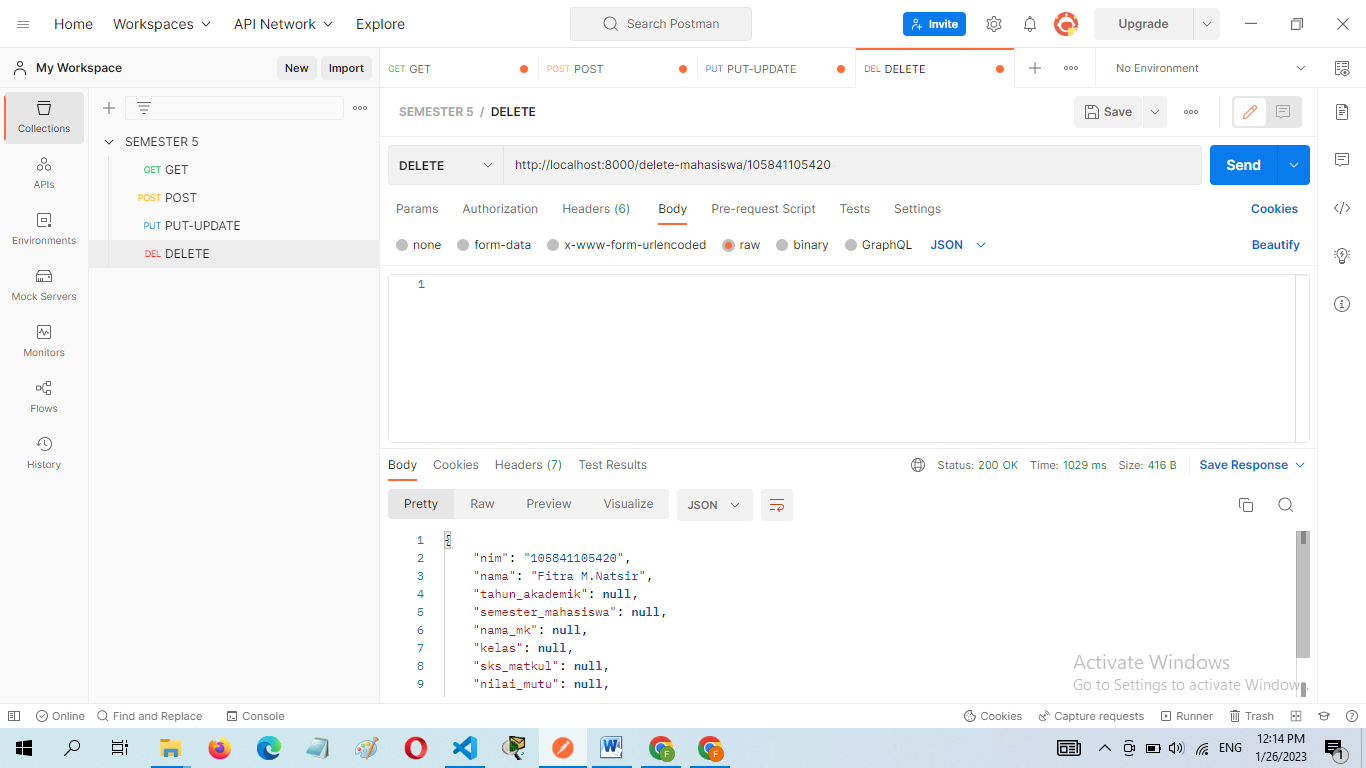 Home Workspaces API Network Explore Search Postman Invite Upgrade
My Workspace New Import GET GET POST POST PUT PUT-UPDATE DEL DELETE No Environment
Collections
APIs
Environments
Mock Servers
Monitors
Flows
History
SEMESTER 5
GET GET
POST POST
PUT PUT-UPDATE
DEL DELETE
SEMESTER 5 / DELETE Save
DELETE http://localhost:8000/delete-mahasiswa/105841105420 Send
Params Authorization Headers (6) Body Pre-request Script Tests Settings Cookies
none form-data x-www-form-urlencoded raw binary GraphQL JSON Beautify
1
Body Cookies Headers (7) Test Results Status: 200 OK Time: 1029 ms Size: 416 B Save Response
Pretty Raw Preview Visualize JSON
1 {
2 "nim": "105841105420",
3 "nama": "Fitra M.Natsir",
4 "tahun_akademik": null,
5 "semester_mahasiswa": null,
6 "nama_mk": null,
7 "kelas": null,
8 "sks_matkul": null,
9 "nilai_mutu": null,
Activate Windows
Go to Settings to activate Windows.
Online Find and Replace Console Cookies Capture requests Runner Trash
ENG 12:14 PM
1/26/2023 1